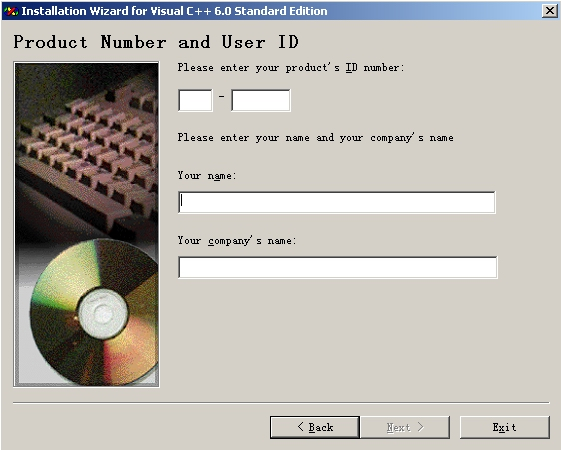 Installation Wizard for Visual C++ 6.0 Standard Edition
Product Number and User ID
Please enter your product's ID number:
-
Please enter your name and your company's name
Your name:
Your company's name:
< Back
Next >
Exit